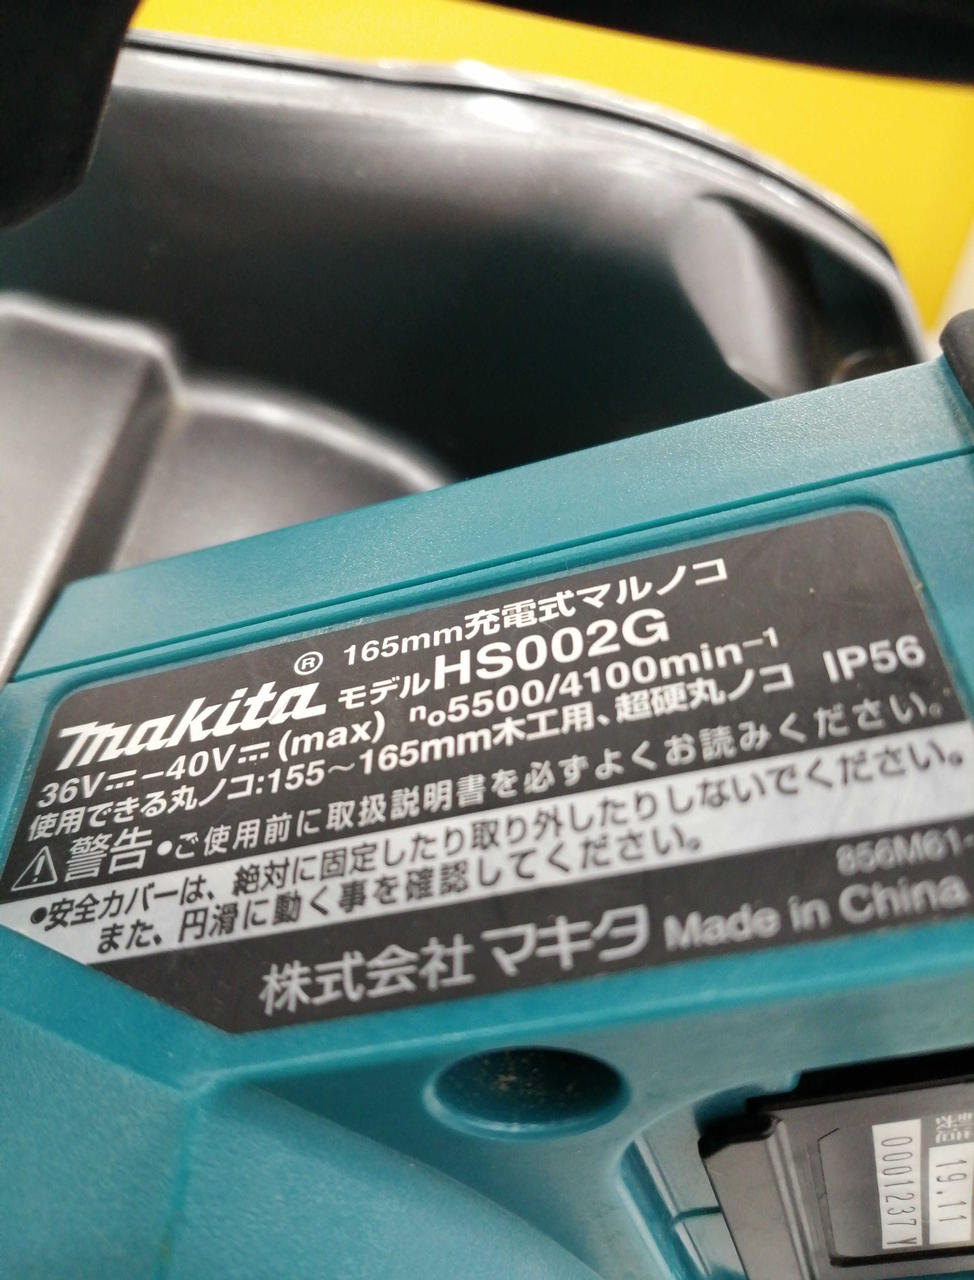 makita® 165mm充電式マルノコ
モデルHS002G
36V⎓–40V⎓(max) n₀5500/4100min⁻¹
使用できる丸ノコ:155～165mm木工用、超硬丸ノコ IP56
⚠警告•ご使用前に取扱説明書を必ずよくお読みください。
•安全カバーは、絶対に固定したり取り外したりしないでください。
また、円滑に動く事を確認してください。
856M61-
株式会社マキタ Made in China
0001237Y
19.11